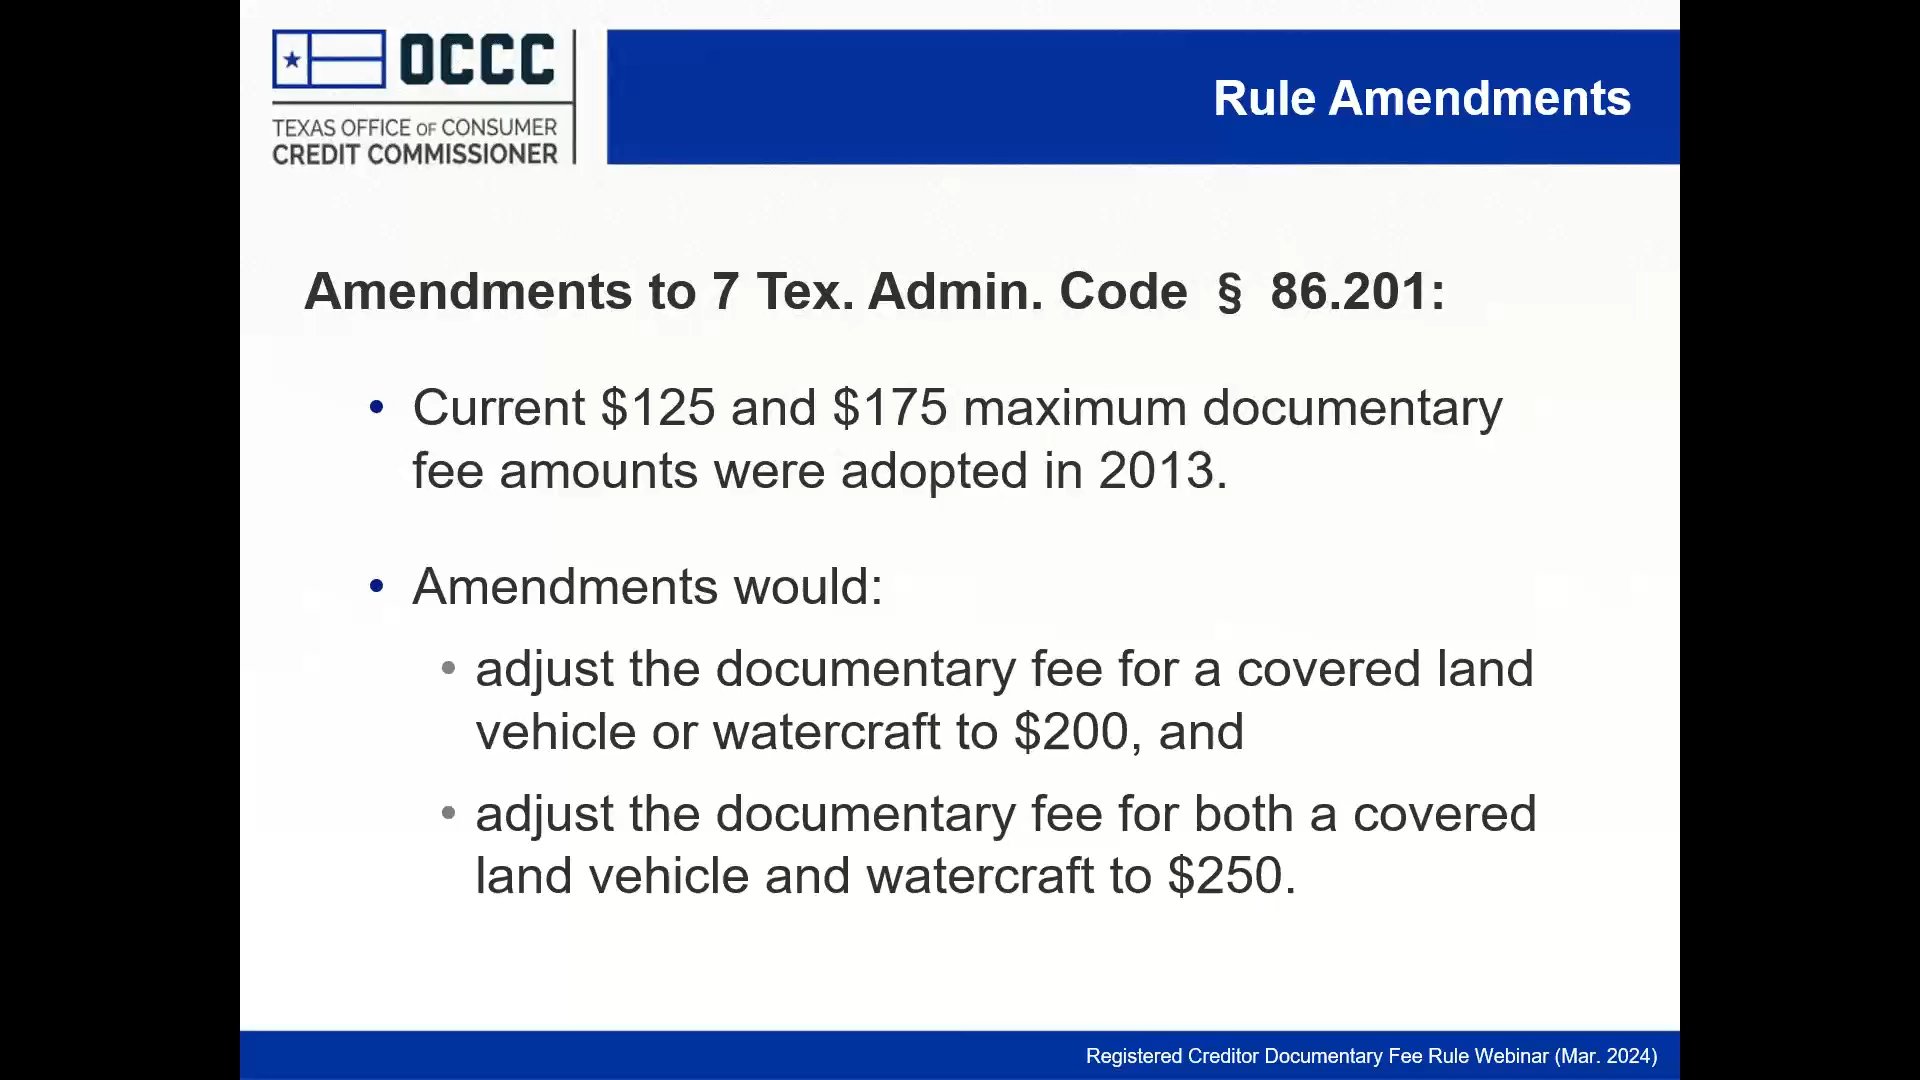 OCCC
TEXAS OFFICE OF CONSUMER
CREDIT COMMISSIONER
Rule Amendments
Amendments to 7 Tex. Admin. Code § 86.201:
• Current $125 and $175 maximum documentary
fee amounts were adopted in 2013.
• Amendments would:
• adjust the documentary fee for a covered land
vehicle or watercraft to $200, and
• adjust the documentary fee for both a covered
land vehicle and watercraft to $250.
Registered Creditor Documentary Fee Rule Webinar (Mar. 2024)